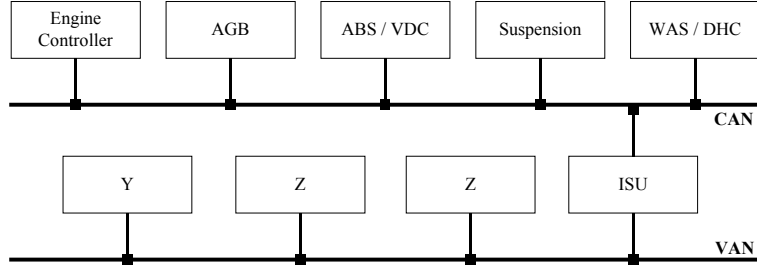 Engine
Controller
AGB
ABS / VDC
Suspension
WAS / DHC
CAN
Y
Z
Z
ISU
VAN